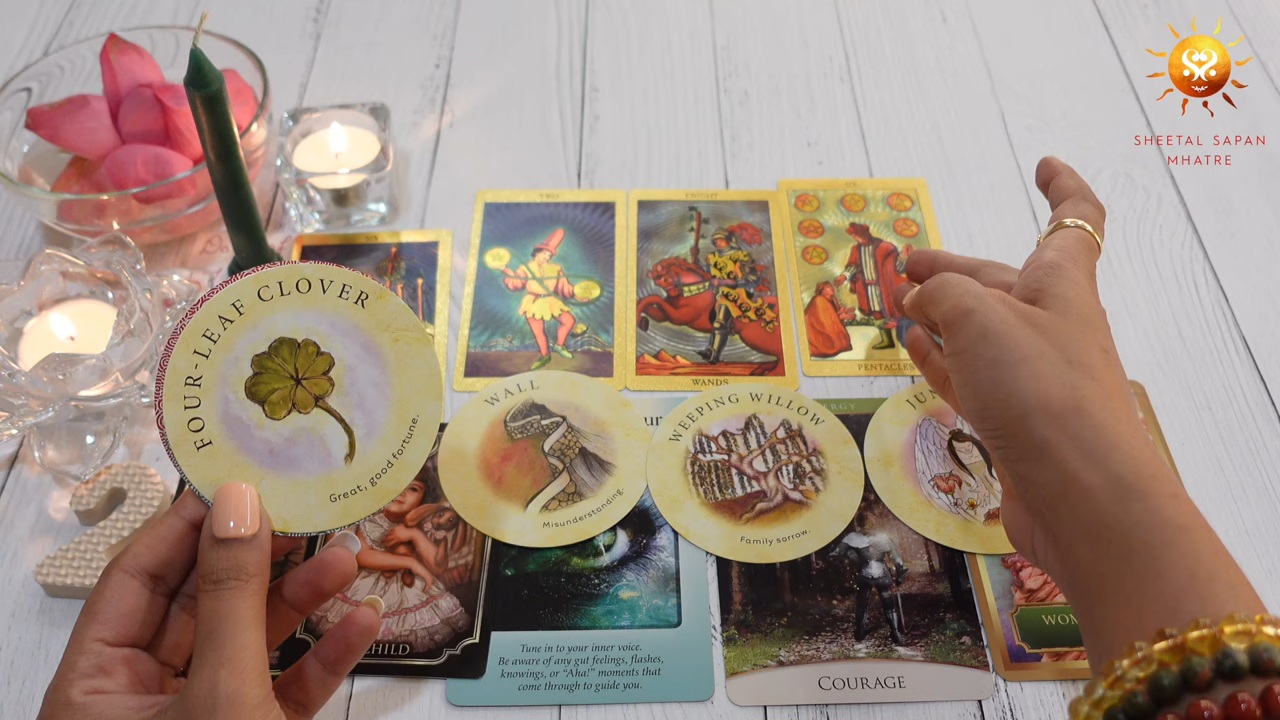 SHEETAL SAPAN
MHATRE
SIX
TWO
KNIGHT
SIX
WANDS
PENTACLES
FOUR-LEAF CLOVER
Great, good fortune.
WALL
Misunderstanding.
WEEPING WILLOW
Family sorrow.
2
CHILD
Tune in to your inner voice.
Be aware of any gut feelings, flashes,
knowings, or “Aha!” moments that
come through to guide you.
COURAGE